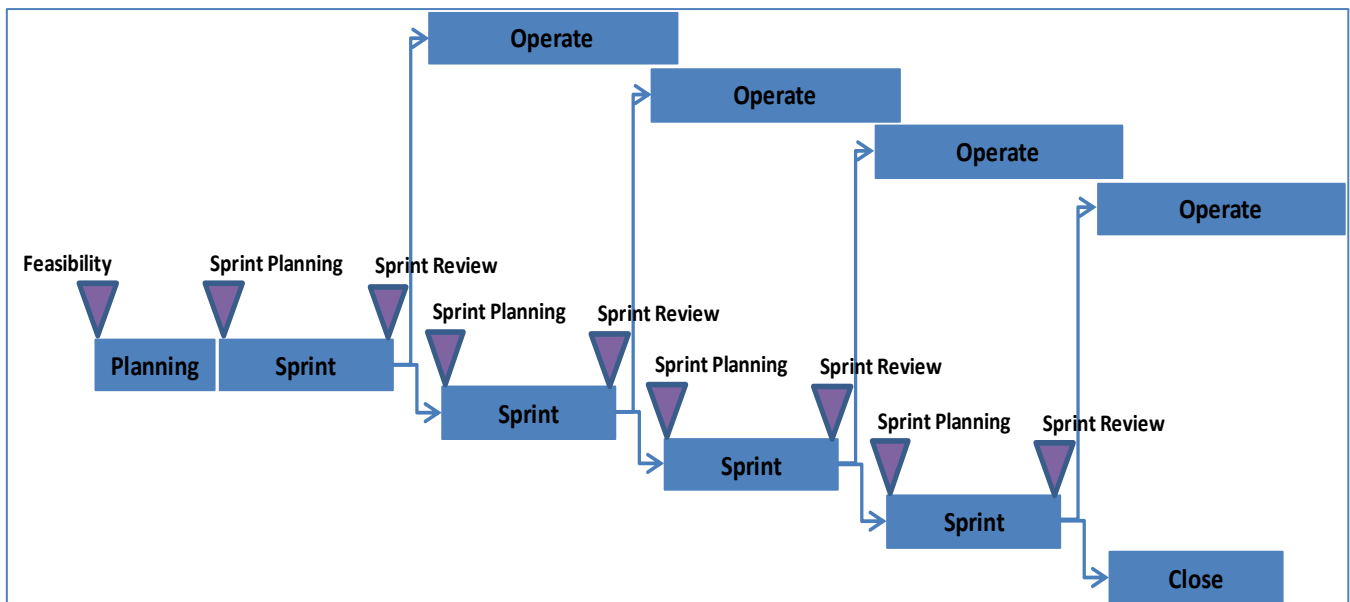 Operate
Operate
Operate
Operate
Feasibility
Sprint Planning
Sprint Review
Sprint Planning
Sprint Review
Planning
Sprint
Sprint Planning
Sprint Review
Sprint
Sprint Planning
Sprint Review
Sprint
Sprint
Close